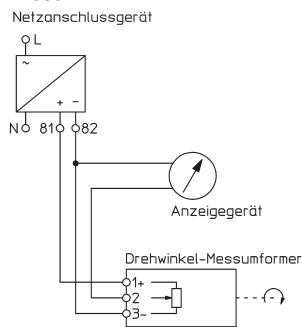 Netzanschlussgerät
L
~
+ −
N 81 82
Anzeigegerät
Drehwinkel-Messumformer
1+
2
3−